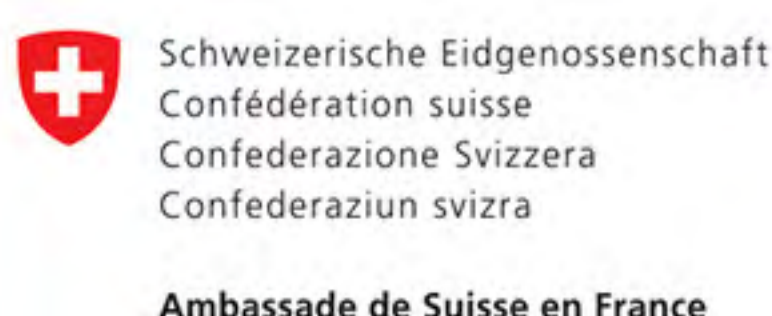 Schweizerische Eidgenossenschaft
Confédération suisse
Confederazione Svizzera
Confederaziun svizra
Ambassade de Suisse en France